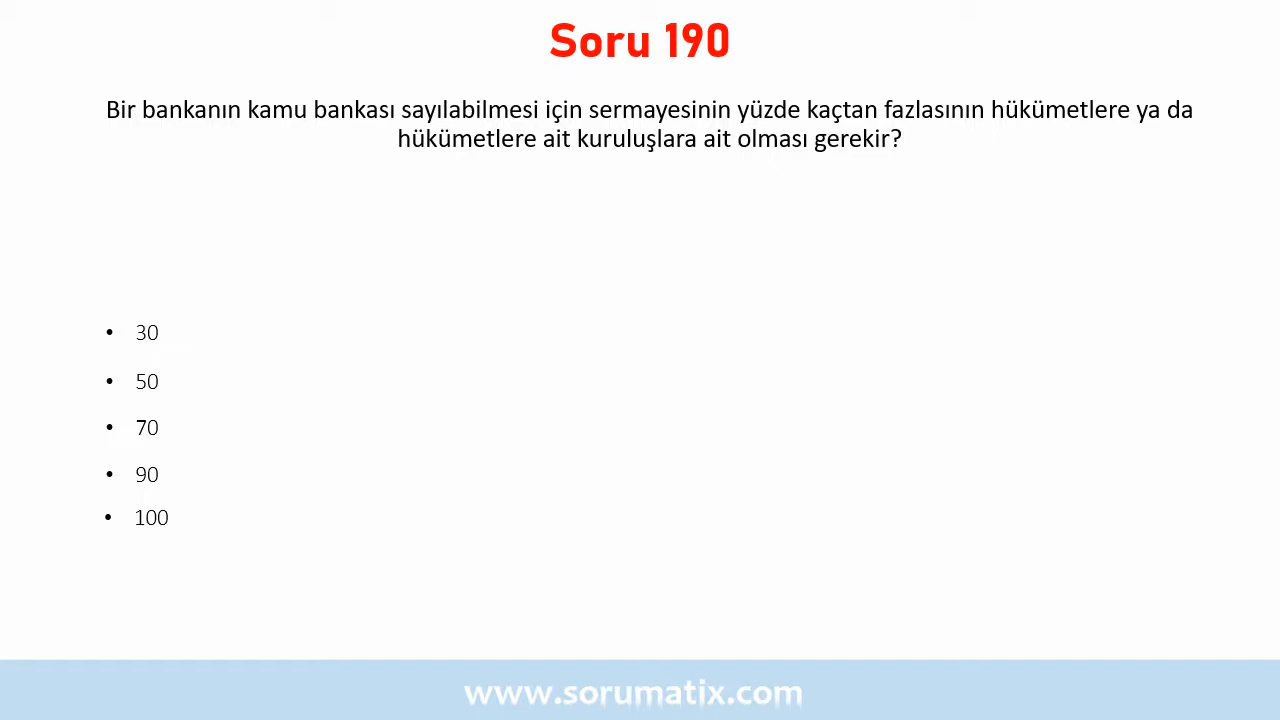 Soru 190
Bir bankanın kamu bankası sayılabilmesi için sermayesinin yüzde kaçtan fazlasının hükümetlere ya da
hükümetlere ait kuruluşlara ait olması gerekir?
• 30
• 50
• 70
• 90
• 100
www.sorumatix.com